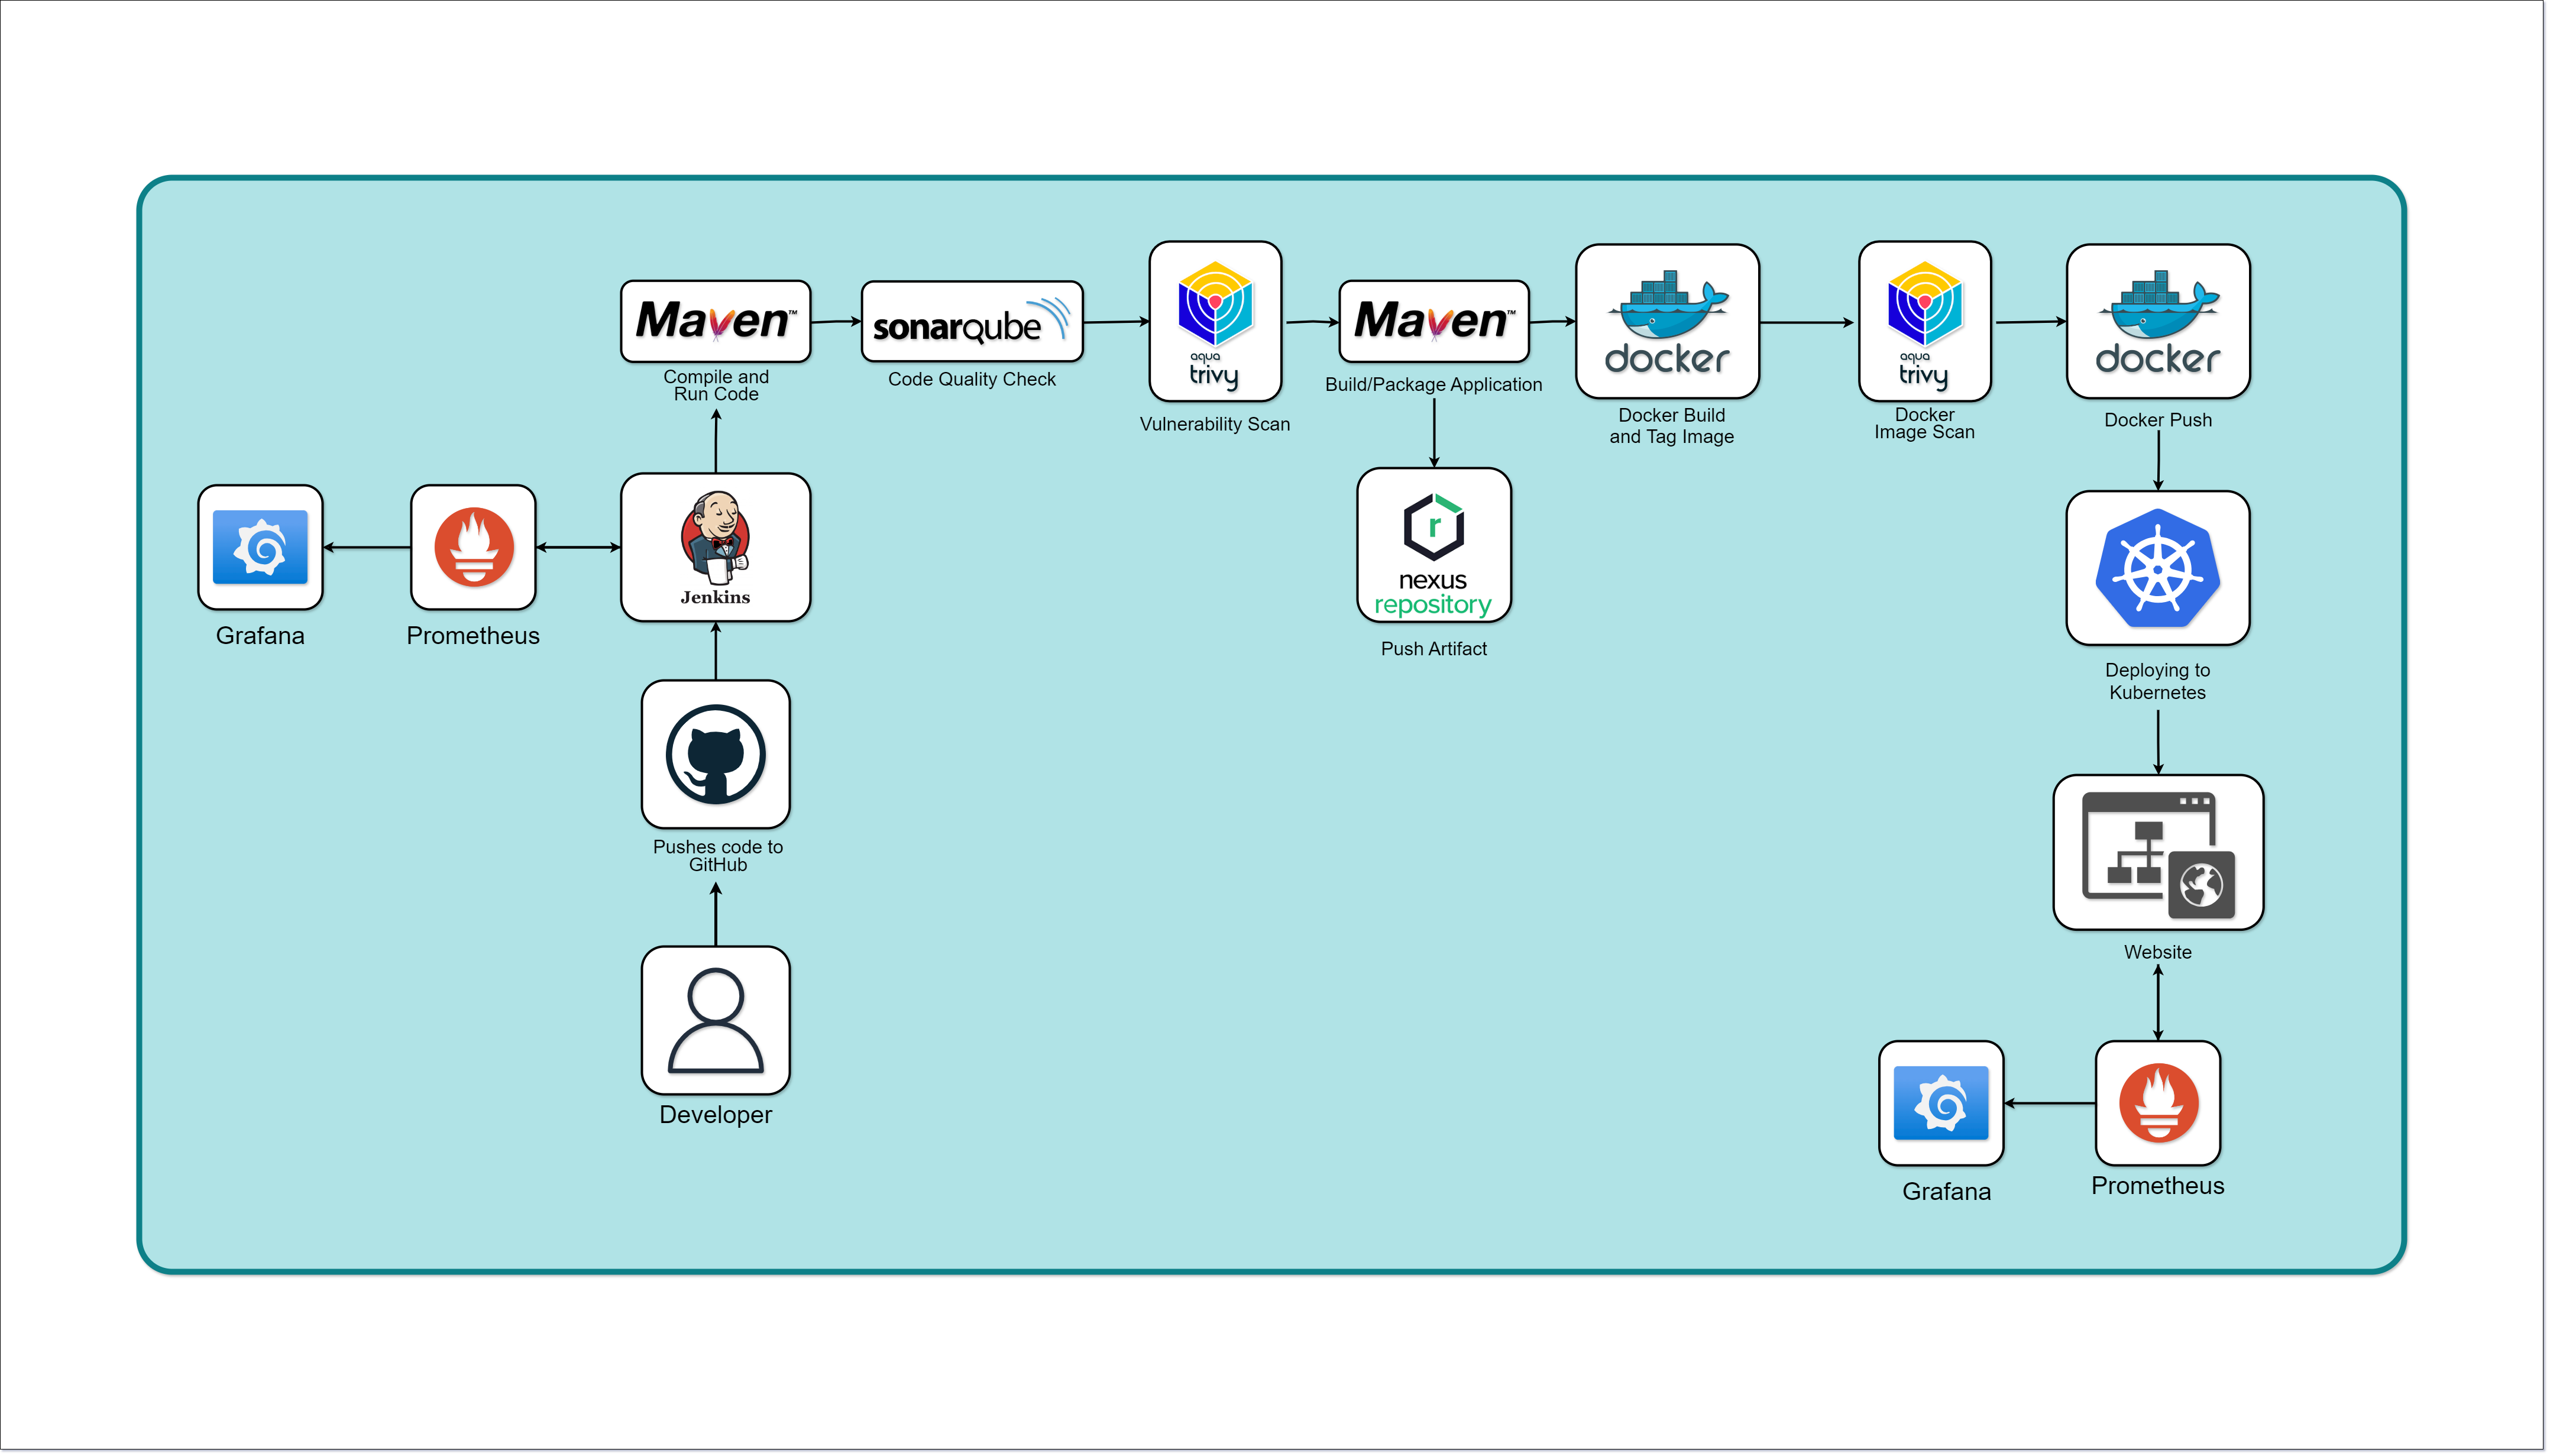 Maven™
sonarqube
aqua
trivy
Maven™
docker
aqua
trivy
docker
Compile and
Run Code
Code Quality Check
Vulnerability Scan
Build/Package Application
Docker Build
and Tag Image
Docker
Image Scan
Docker Push
Jenkins
Grafana
Prometheus
r
nexus
repository
Push Artifact
Deploying to
Kubernetes
Pushes code to
GitHub
Website
Developer
Grafana
Prometheus